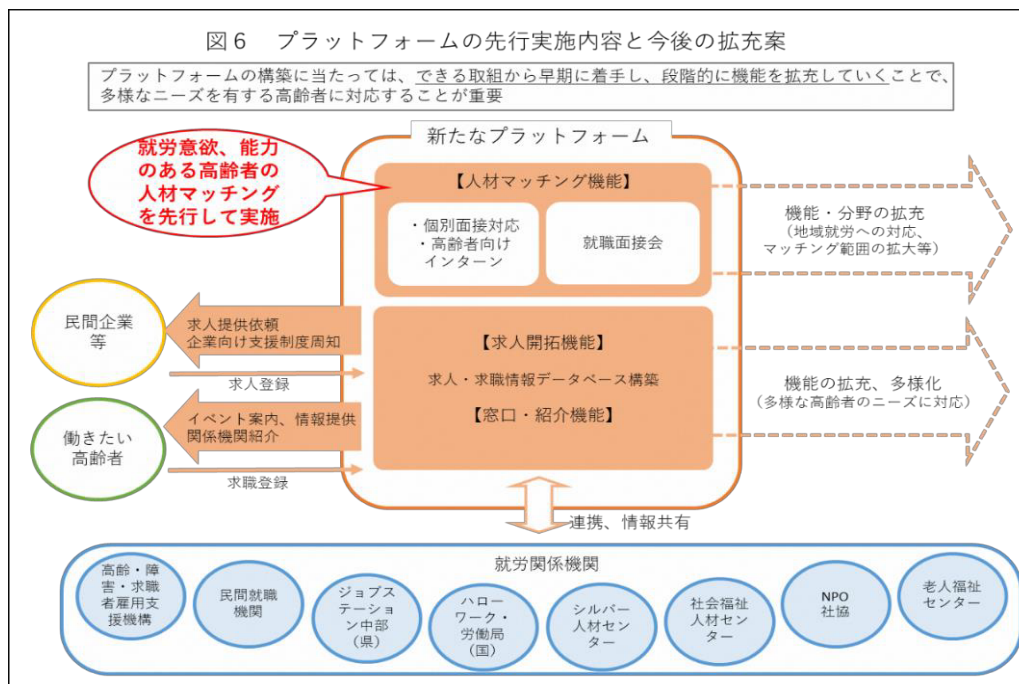 図6　プラットフォームの先行実施内容と今後の拡充案
プラットフォームの構築に当たっては、できる取組から早期に着手し、段階的に機能を拡充していくことで、
多様なニーズを有する高齢者に対応することが重要
新たなプラットフォーム
就労意欲、能力
のある高齢者の
人材マッチング
を先行して実施
【人材マッチング機能】
・個別面接対応
・高齢者向け
インターン
就職面接会
機能・分野の拡充
(地域就労への対応、
マッチング範囲の拡大等)
民間企業
等
求人提供依頼
企業向け支援制度周知
求人登録
【求人開拓機能】
求人・求職情報データベース構築
【窓口・紹介機能】
機能の拡充、多様化
(多様な高齢者のニーズに対応)
働きたい
高齢者
イベント案内、情報提供
関係機関紹介
求職登録
連携、情報共有
就労関係機関
高齢・障
害・求職
者雇用支
援機構
民間就職
機関
ジョブス
テーショ
ン中部
(県)
ハロー
ワーク・
労働局
(国)
シルバー
人材セン
ター
社会福祉
人材セン
ター
NPO
社協
老人福祉
センター